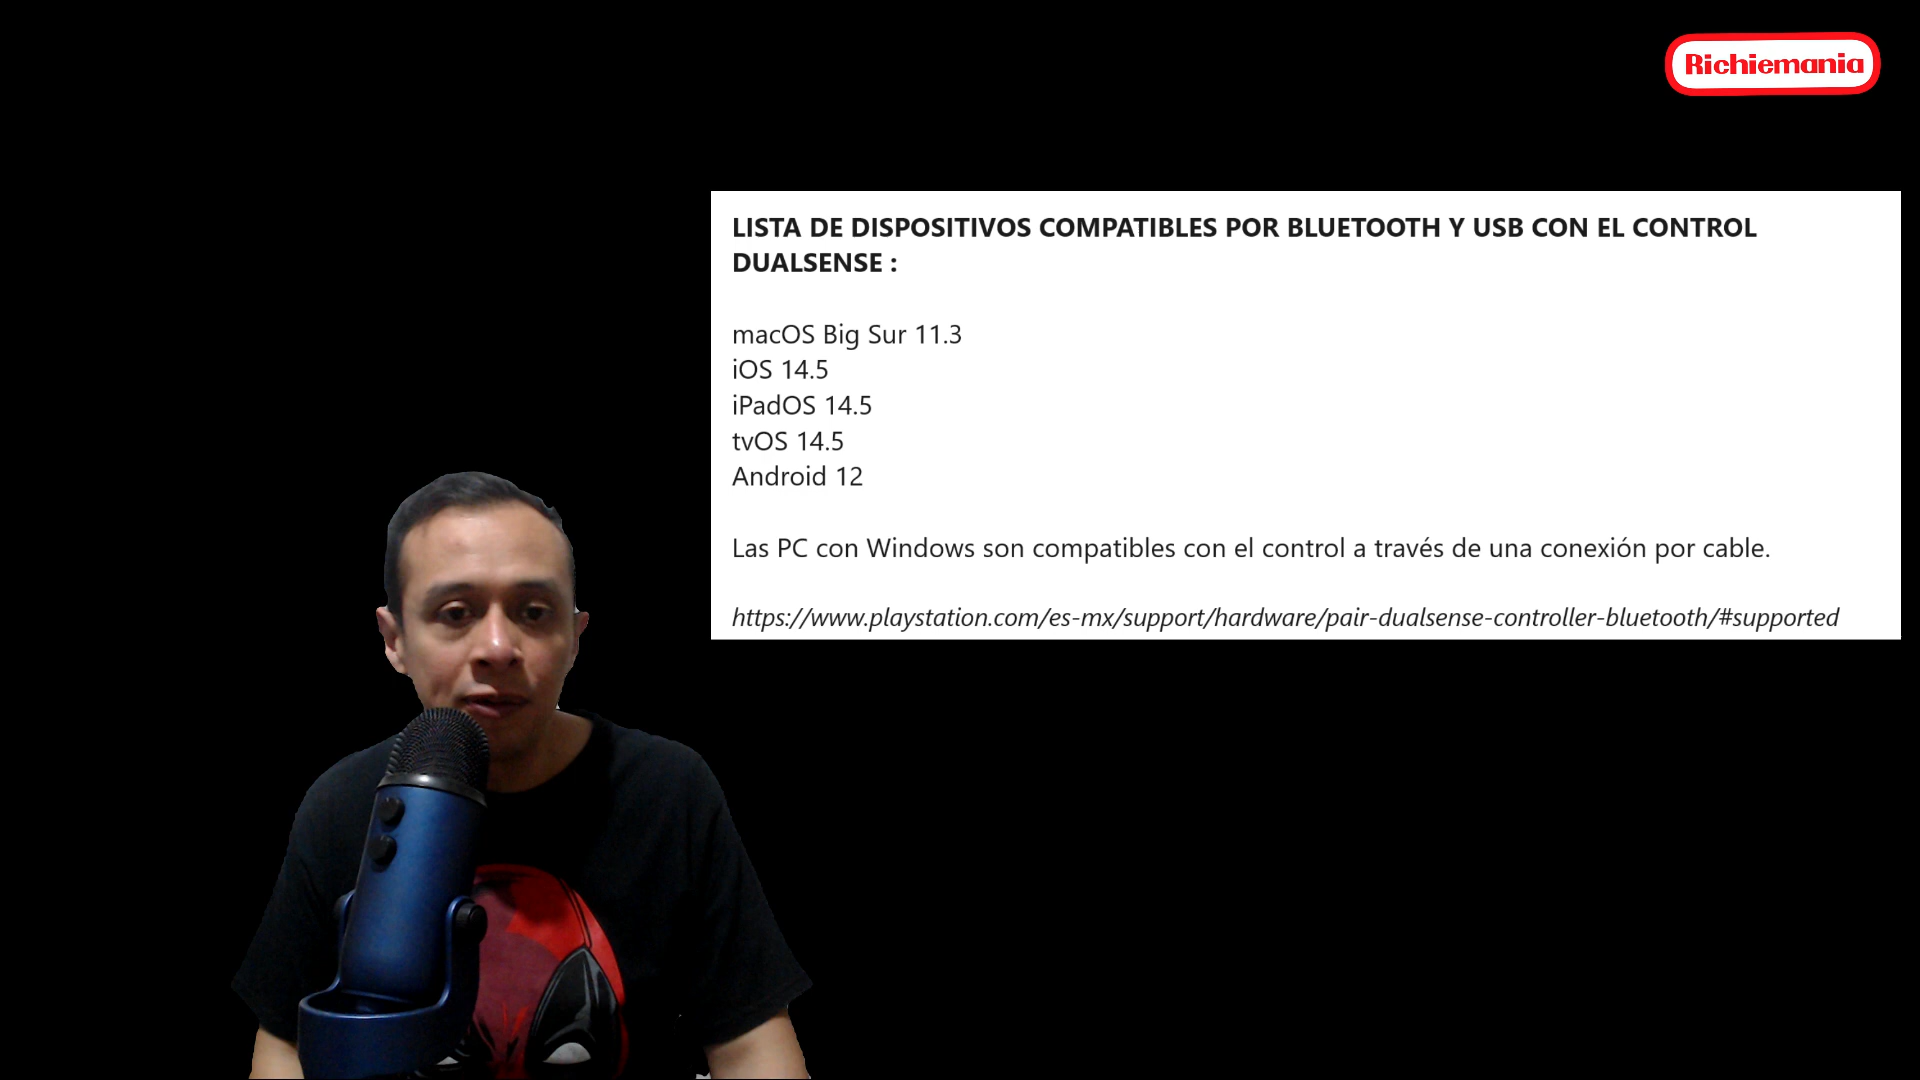 Richiemania
LISTA DE DISPOSITIVOS COMPATIBLES POR BLUETOOTH Y USB CON EL CONTROL
DUALSENSE :
macOS Big Sur 11.3
iOS 14.5
iPadOS 14.5
tvOS 14.5
Android 12
Las PC con Windows son compatibles con el control a través de una conexión por cable.
https://www.playstation.com/es-mx/support/hardware/pair-dualsense-controller-bluetooth/#supported